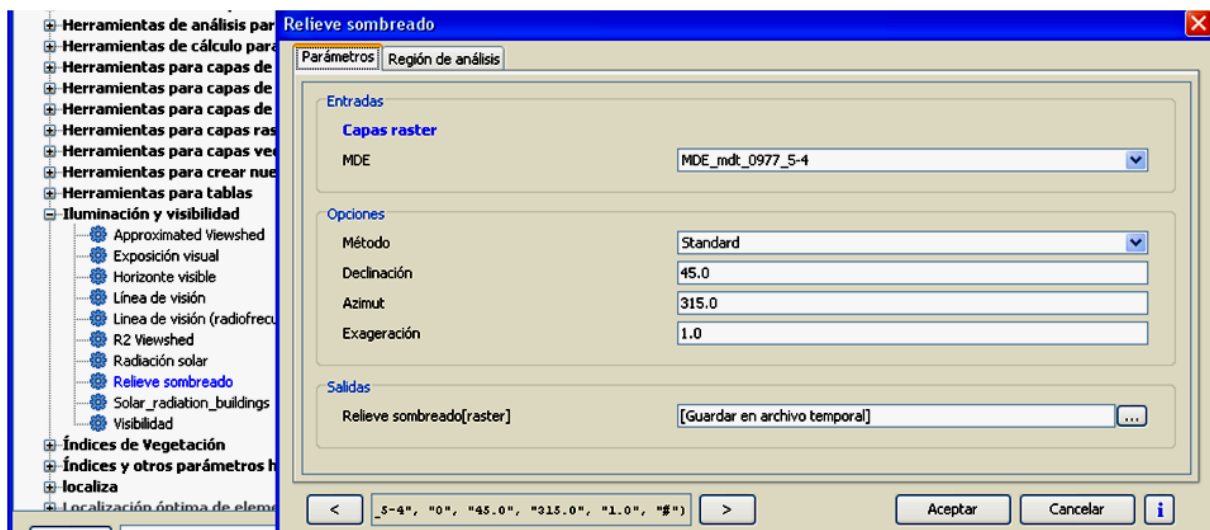 Herramientas de análisis par
Herramientas de cálculo para
Herramientas para capas de
Herramientas para capas de
Herramientas para capas de
Herramientas para capas ras
Herramientas para capas vec
Herramientas para crear nue
Herramientas para tablas
Iluminación y visibilidad
Approximated Viewshed
Exposición visual
Horizonte visible
Línea de visión
Linea de visión (radiofrecu
R2 Viewshed
Radiación solar
Relieve sombreado
Solar_radiation_buildings
Visibilidad
Índices de Vegetación
Índices y otros parámetros h
localiza
Localización óptima de eleme
Relieve sombreado
Parámetros Región de análisis
Entradas
Capas raster
MDE MDE_mdt_0977_5-4
Opciones
Método Standard
Declinación 45.0
Azimut 315.0
Exageración 1.0
Salidas
Relieve sombreado[raster] [Guardar en archivo temporal] ...
< _5-4", "0", "45.0", "315.0", "1.0", "#") > Aceptar Cancelar i